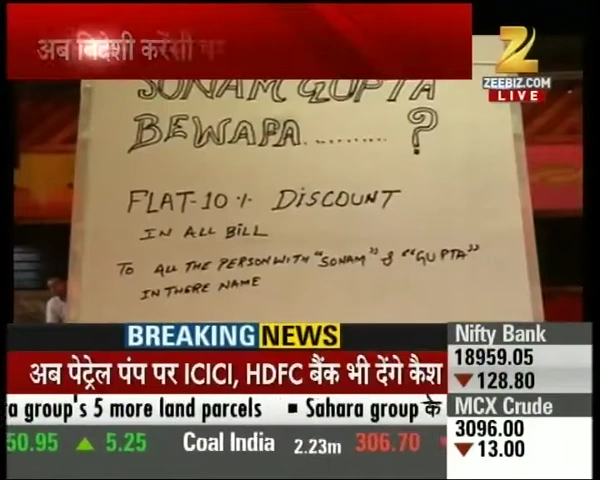 अब विदेशी करेंसी
Z
ZEEBIZ.COM
LIVE
SONAM GUPTA
BEWAPA.......... ?
FLAT-10% DISCOUNT
IN ALL BILL
TO ALL THE PERSON WITH "SONAM" & "GUPTA"
IN THERE NAME
BREAKING NEWS
अब पेट्रेल पंप पर ICICI, HDFC बैंक भी देंगे कैश
group's 5 more land parcels ▪ Sahara group के
50.95 ▲ 5.25 Coal India 2.23m 306.70 ▼
Nifty Bank
18959.05
▼ 128.80
MCX Crude
3096.00
▼ 13.00